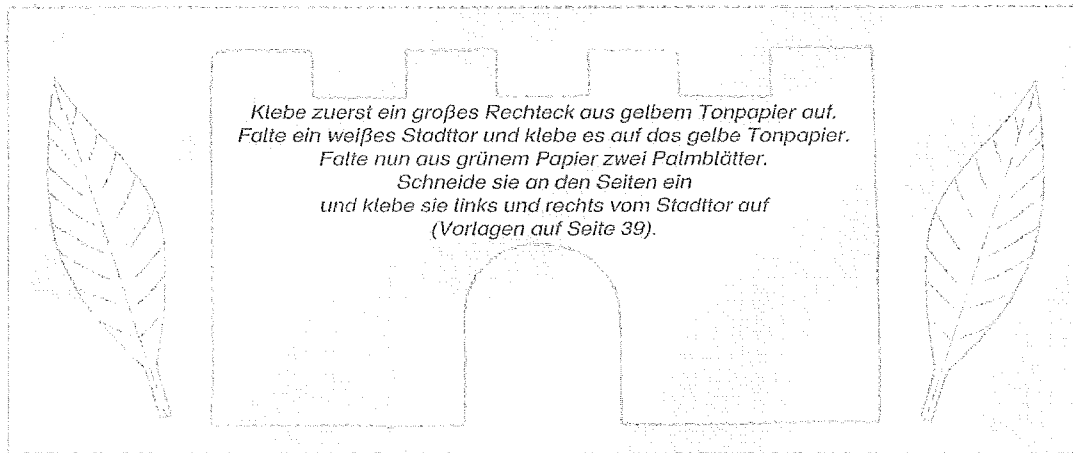 Klebe zuerst ein großes Rechteck aus gelbem Tonpapier auf.
Falte ein weißes Stadttor und klebe es auf das gelbe Tonpapier.
Falte nun aus grünem Papier zwei Palmblätter.
Schneide sie an den Seiten ein
und klebe sie links und rechts vom Stadttor auf
(Vorlagen auf Seite 39).